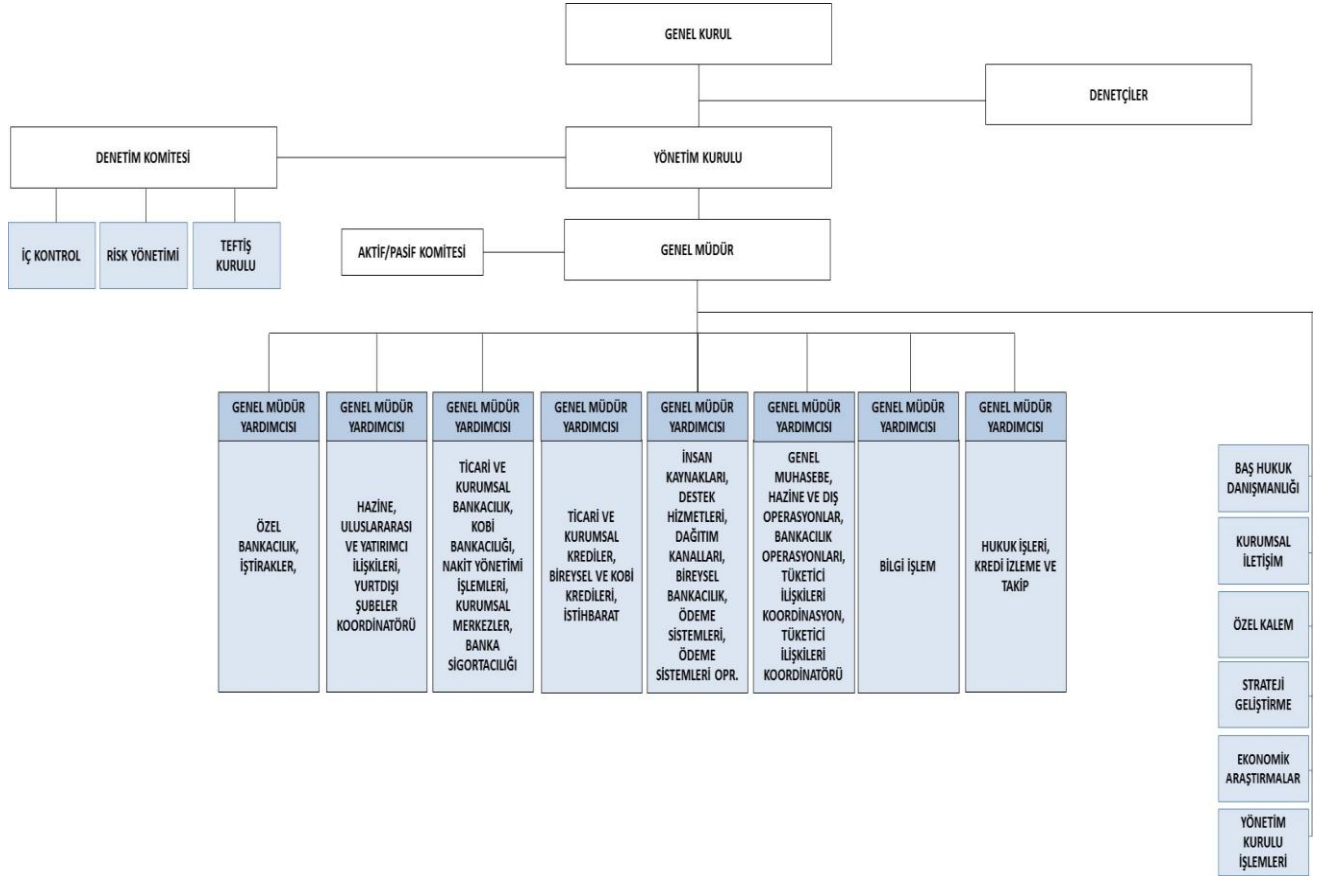 GENEL KURUL
DENETÇİLER
DENETİM KOMİTESİ
YÖNETİM KURULU
İÇ KONTROL
RİSK YÖNETİMİ
TEFTİŞ
KURULU
AKTİF/PASİF KOMİTESİ
GENEL MÜDÜR
GENEL MÜDÜR
YARDIMCISI
ÖZEL
BANKACILIK,
İŞTİRAKLER,
GENEL MÜDÜR
YARDIMCISI
HAZİNE,
ULUSLARARASI
VE YATIRIMCI
İLİŞKİLERİ,
YURTDIŞI
ŞUBELER
KOORDİNATÖRÜ
GENEL MÜDÜR
YARDIMCISI
TİCARİ VE
KURUMSAL
BANKACILIK,
KOBİ
BANKACILIĞI,
NAKİT YÖNETİMİ
İŞLEMLERİ,
KURUMSAL
MERKEZLER,
BANKA
SİGORTACILIĞI
GENEL MÜDÜR
YARDIMCISI
TİCARİ VE
KURUMSAL
KREDİLER,
BİREYSEL VE KOBİ
KREDİLERİ,
İSTİHBARAT
GENEL MÜDÜR
YARDIMCISI
İNSAN
KAYNAKLARI,
DESTEK
HİZMETLERİ,
DAĞITIM
KANALLARI,
BİREYSEL
BANKACILIK,
ÖDEME
SİSTEMLERİ,
ÖDEME
SİSTEMLERİ OPR.
GENEL MÜDÜR
YARDIMCISI
GENEL
MUHASEBE,
HAZİNE VE DIŞ
OPERASYONLAR,
BANKACILIK
OPERASYONLARI,
TÜKETİCİ
İLİŞKİLERİ
KOORDİNASYON,
TÜKETİCİ
İLİŞKİLERİ
KOORDİNATÖRÜ
GENEL MÜDÜR
YARDIMCISI
BİLGİ İŞLEM
GENEL MÜDÜR
YARDIMCISI
HUKUK İŞLERİ,
KREDİ İZLEME VE
TAKİP
BAŞ HUKUK
DANIŞMANLIĞI
KURUMSAL
İLETİŞİM
ÖZEL KALEM
STRATEJİ
GELİŞTİRME
EKONOMİK
ARAŞTIRMALAR
YÖNETİM
KURULU
İŞLEMLERİ